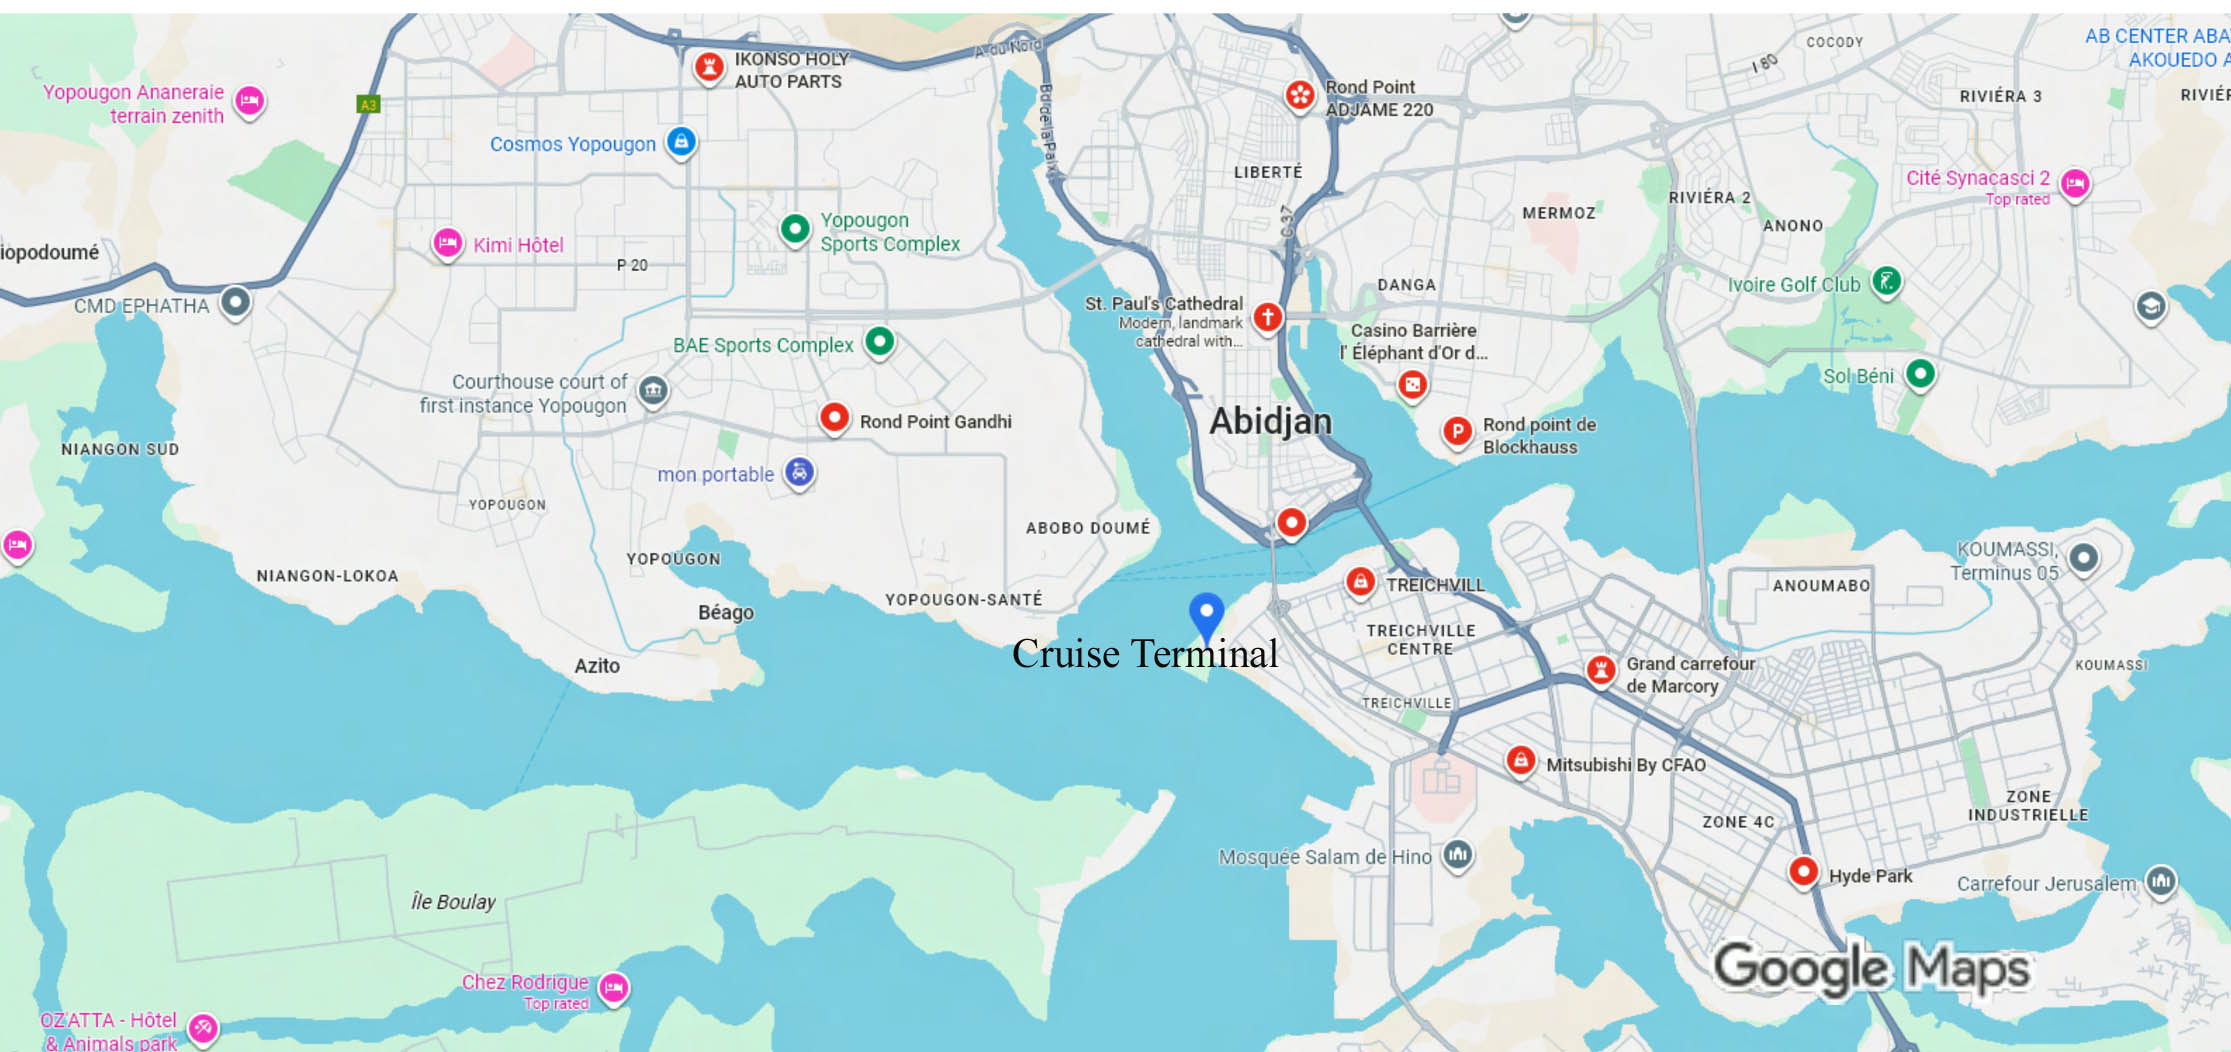 COCODY
AB CENTER ABA
AKOUEDO A
A du Nord
I 80
IKONSO HOLY
AUTO PARTS
Yopougon Ananeraie
terrain zenith
A3
Rond Point
ADJAME 220
RIVIÉRA 3
RIVIÉR
Cosmos Yopougon
Bd de la Paix
LIBERTÉ
Cité Synacasci 2
Top rated
RIVIÉRA 2
MERMOZ
ANONO
C 37
Yopougon
Sports Complex
Kimi Hôtel
iopodoumé
P 20
CMD EPHATHA
DANGA
Ivoire Golf Club
St. Paul's Cathedral
Modern, landmark
cathedral with...
Casino Barrière
l' Éléphant d'Or d...
BAE Sports Complex
Sol Béni
Courthouse court of
first instance Yopougon
Rond Point Gandhi
Abidjan
P
Rond point de
Blockhauss
NIANGON SUD
mon portable
YOPOUGON
ABOBO DOUMÉ
YOPOUGON
KOUMASSI,
Terminus 05
NIANGON-LOKOA
YOPOUGON-SANTÉ
TREICHVILL
ANOUMABO
Béago
TREICHVILLE
CENTRE
Cruise Terminal
Azito
Grand carrefour
de Marcory
KOUMASSI
TREICHVILLE
Mitsubishi By CFAO
ZONE
INDUSTRIELLE
ZONE 4C
Mosquée Salam de Hino
Hyde Park
Carrefour Jerusalem
Île Boulay
Google Maps
Chez Rodrigue
Top rated
OZ'ATTA - Hôtel
& Animals park